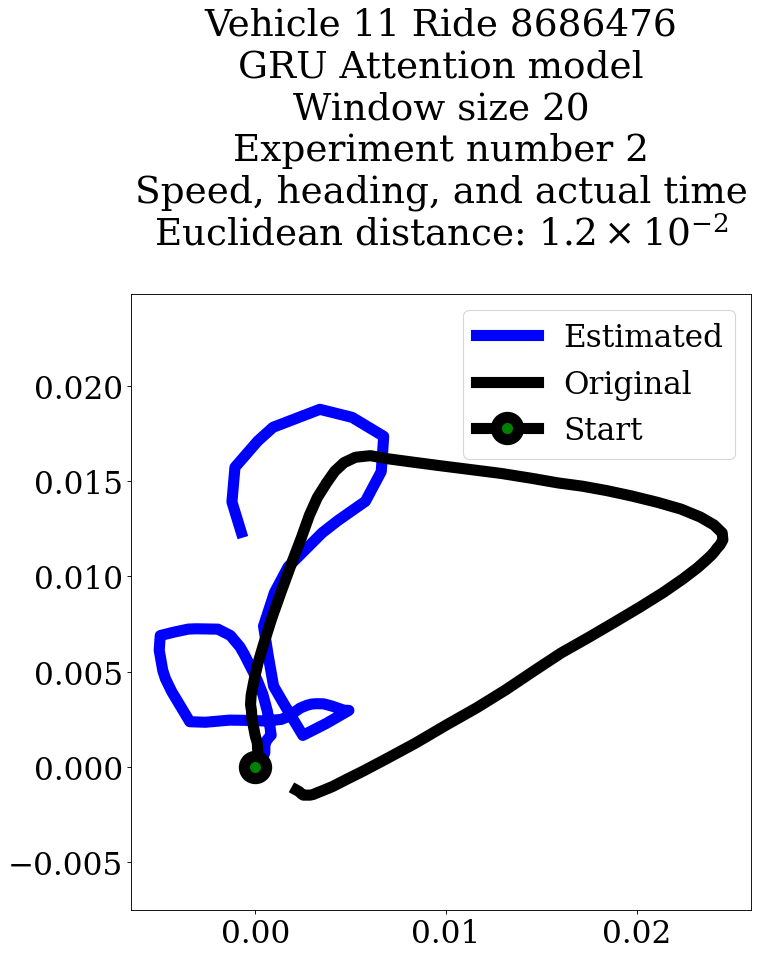 Vehicle 11 Ride 8686476
GRU Attention model
Window size 20
Experiment number 2
Speed, heading, and actual time
Euclidean distance: 1.2 × 10⁻²
Estimated
Original
Start
0.020
0.015
0.010
0.005
0.000
−0.005
0.00 0.01 0.02